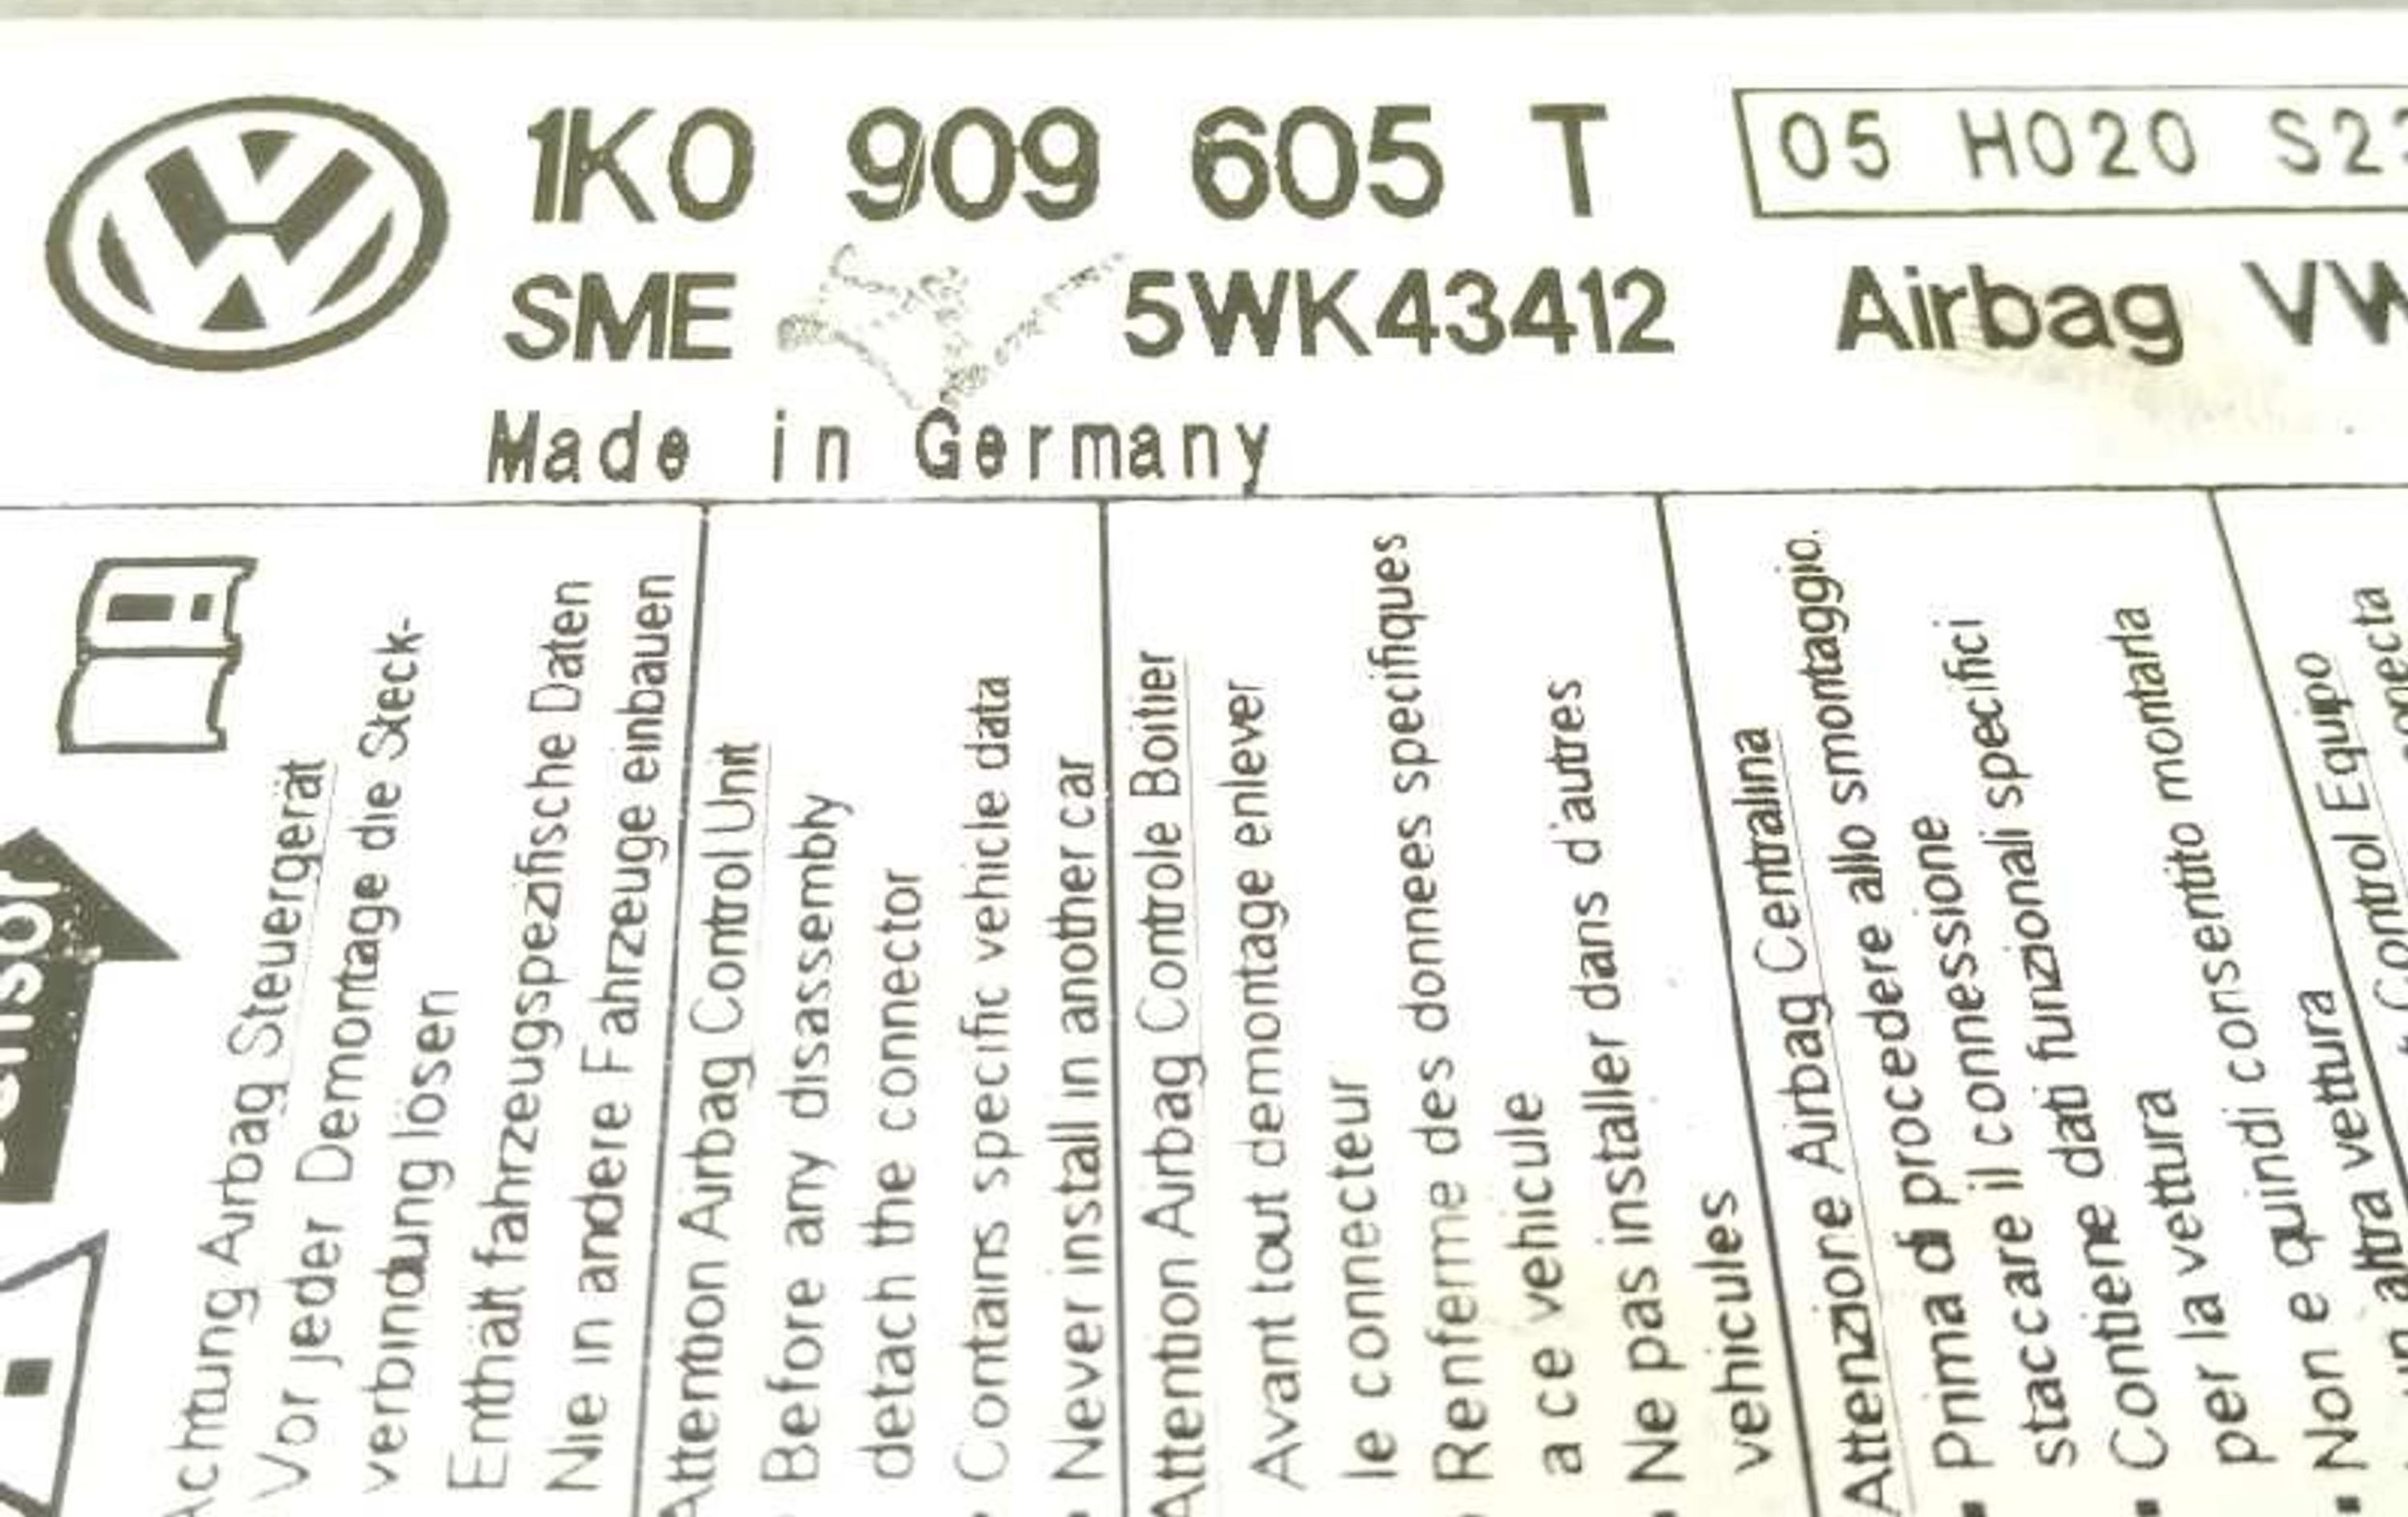 1K0 909 605 T
05 H020
SME 5WK43412 Airbag
Made in Germany
Achtung Airbag Steuergerät
Vor jeder Demontage die Steck-
verbindung lösen
Enthält fahrzeugspezifische Daten
Nie in andere Fahrzeuge einbauen
Attention Airbag Control Unit
Before any disassembly
detach the connector
Contains specific vehicle data
Never install in another car
Attention Airbag Controle Boitier
Avant tout demontage enlever
le connecteur
Renferme des donnees specifiques
a ce vehicule
Ne pas installer dans d'autres
vehicules
Attenzione Airbag Centralina
Prima di procedere allo smontaggio.
staccare il connessione
Contiene dati funzionali specifici
per la vettura
Non e quindi consentito montarla
un altra vettura
Control Equipo